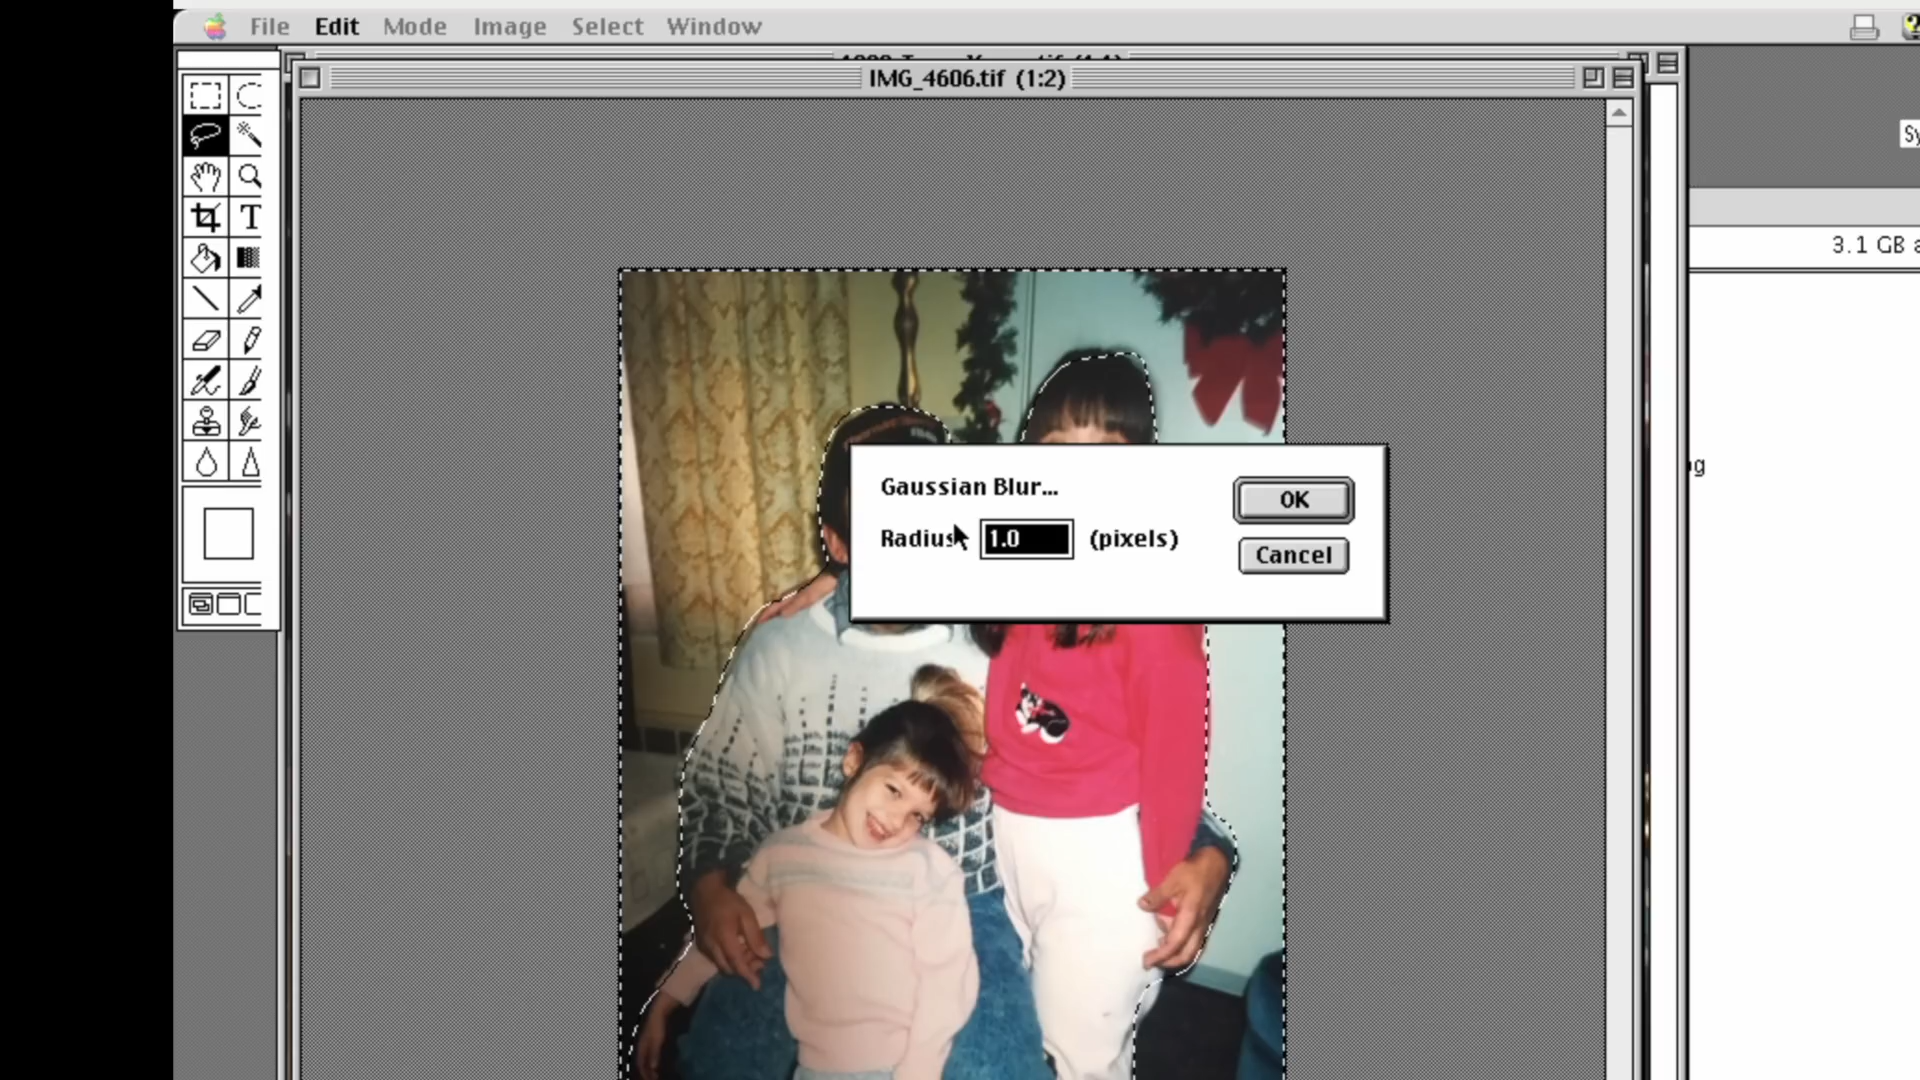 File Edit Mode Image Select Window
IMG_4606.tif (1:2)
T
3.1 GB a
Gaussian Blur...
Radius 1.0 (pixels)
OK
Cancel
Sy